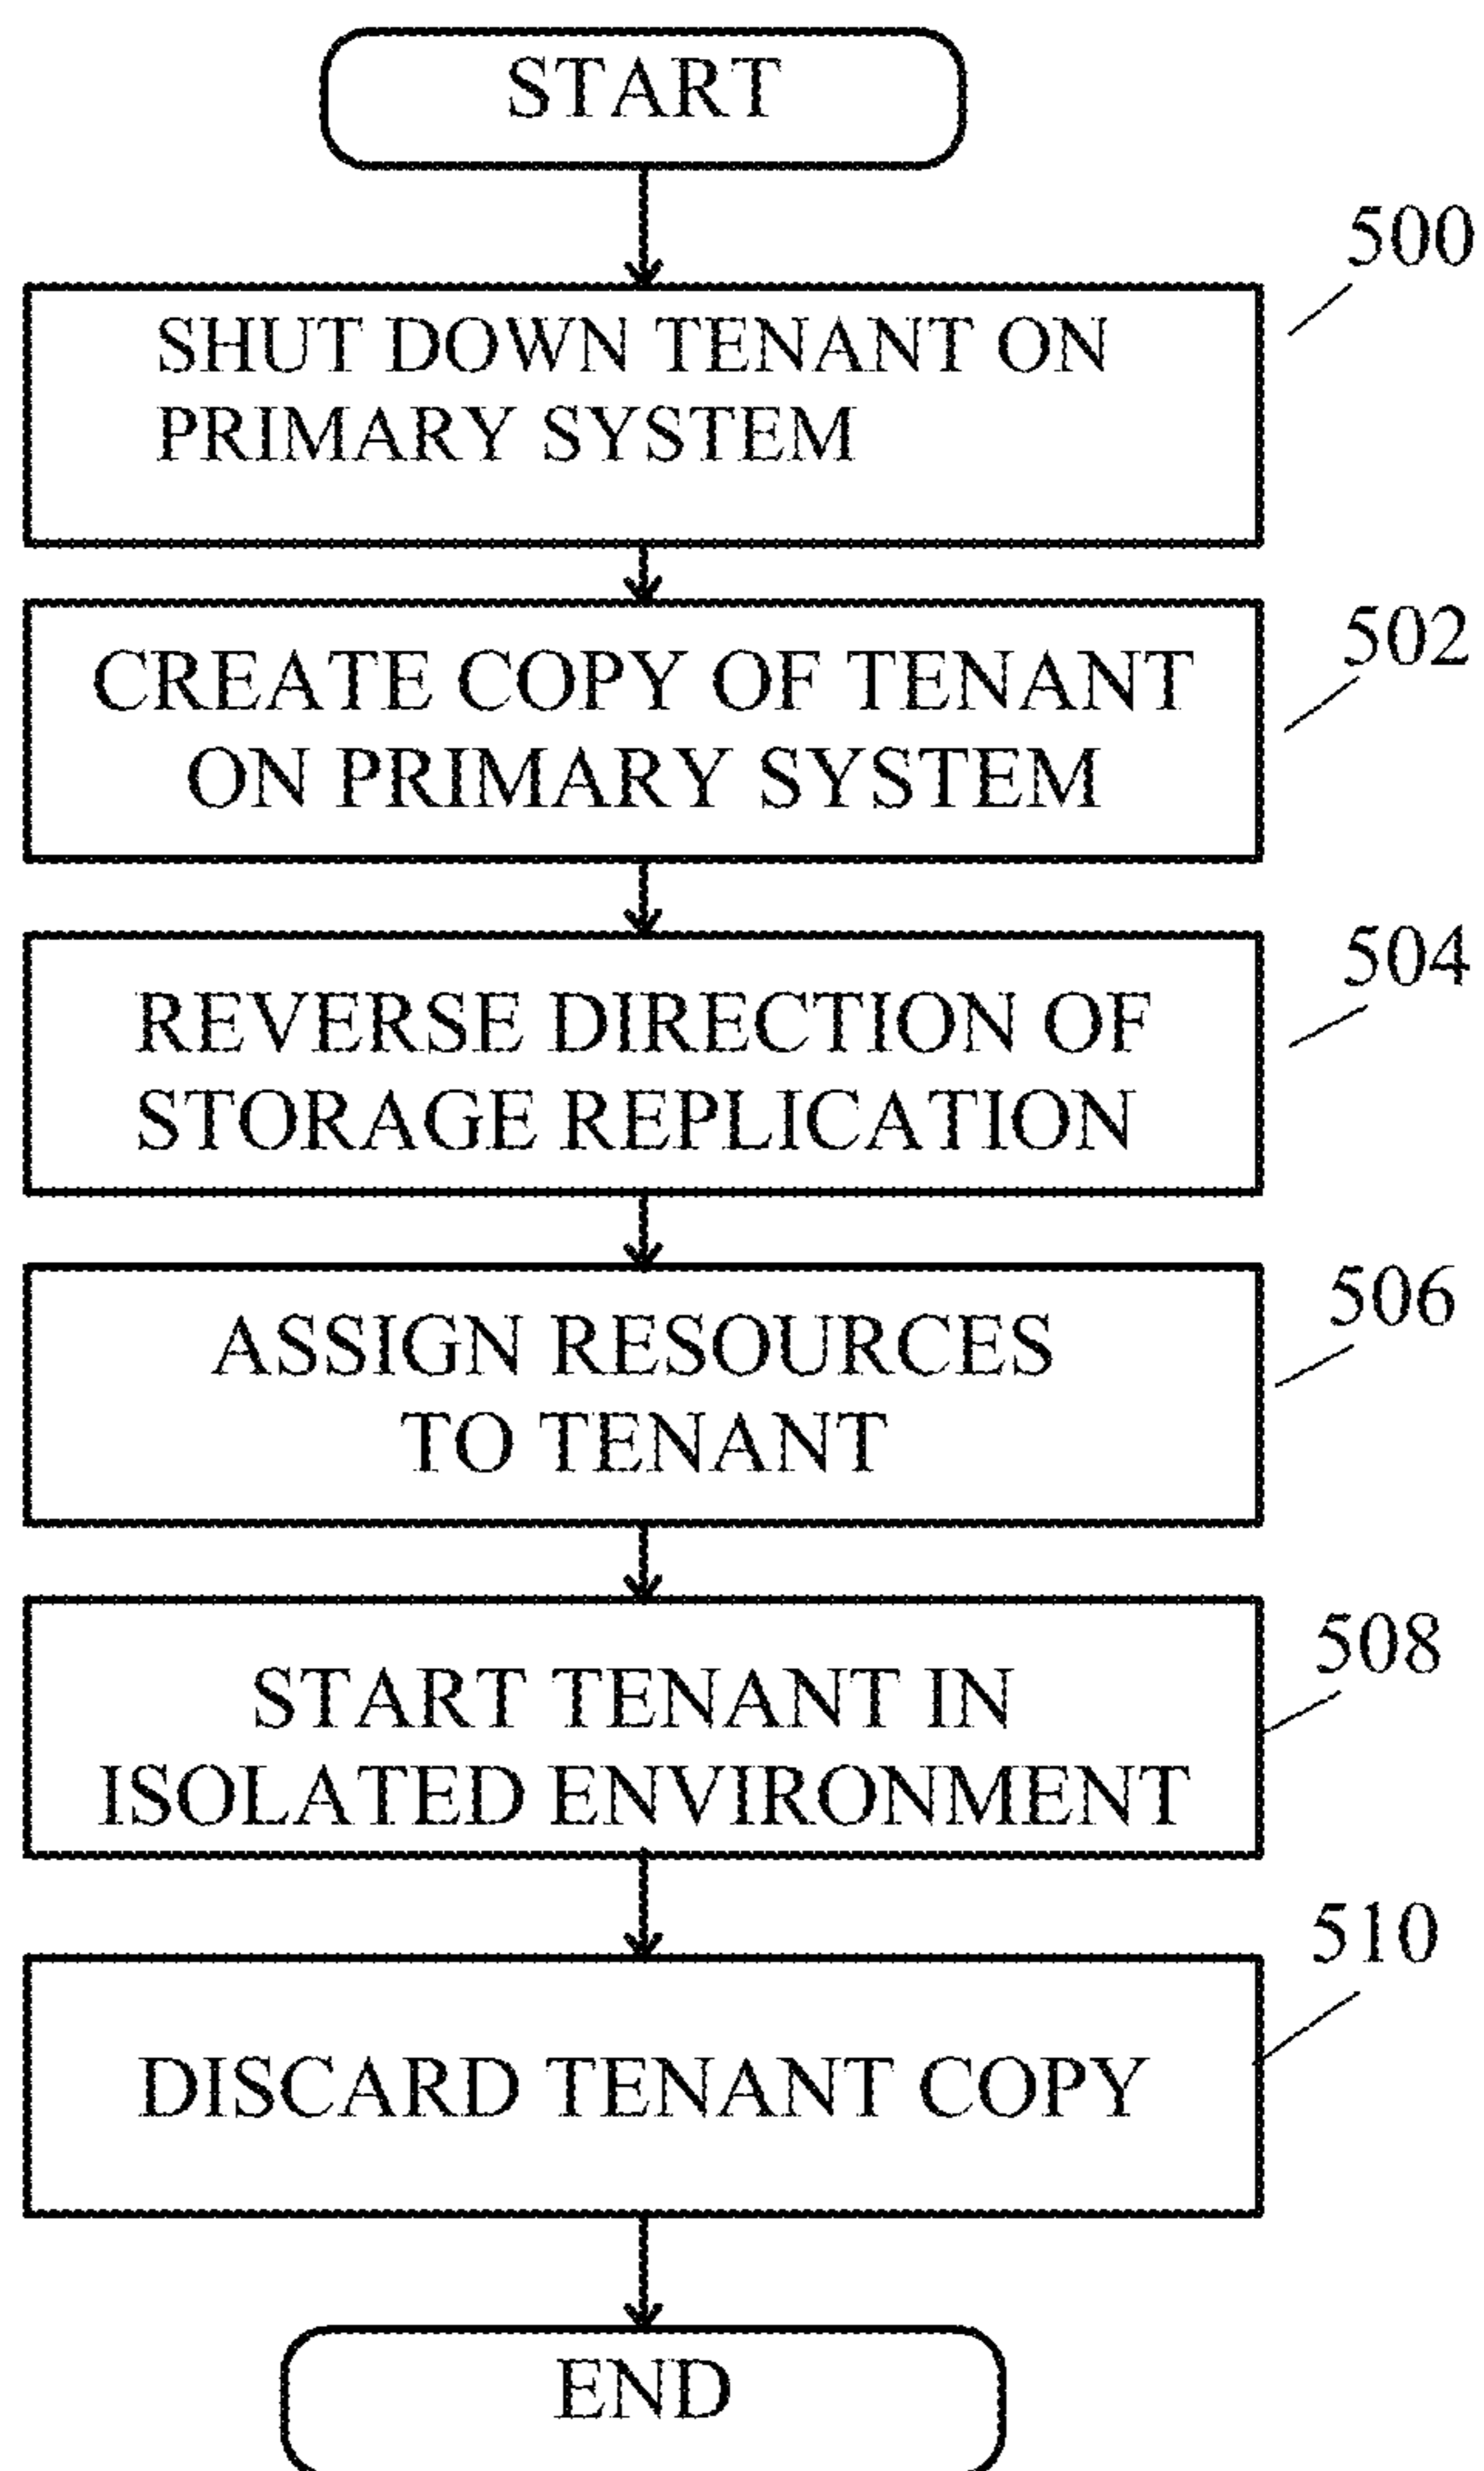 START
500
SHUT DOWN TENANT ON
PRIMARY SYSTEM
502
CREATE COPY OF TENANT
ON PRIMARY SYSTEM
504
REVERSE DIRECTION OF
STORAGE REPLICATION
506
ASSIGN RESOURCES
TO TENANT
508
START TENANT IN
ISOLATED ENVIRONMENT
510
DISCARD TENANT COPY
END